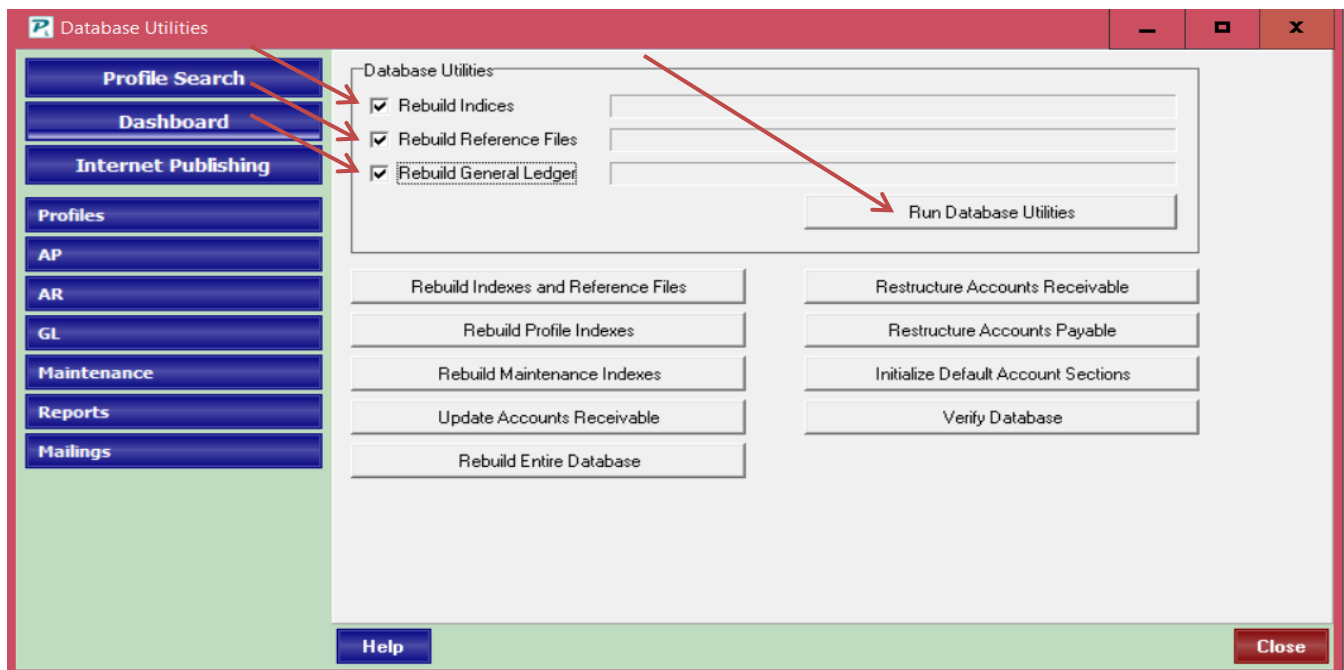 Database Utilities
Profile Search
Dashboard
Internet Publishing
Profiles
AP
AR
GL
Maintenance
Reports
Mailings
Database Utilities
Rebuild Indices
Rebuild Reference Files
Rebuild General Ledger
Run Database Utilities
Rebuild Indexes and Reference Files
Restructure Accounts Receivable
Rebuild Profile Indexes
Restructure Accounts Payable
Rebuild Maintenance Indexes
Initialize Default Account Sections
Update Accounts Receivable
Verify Database
Rebuild Entire Database
Help
Close